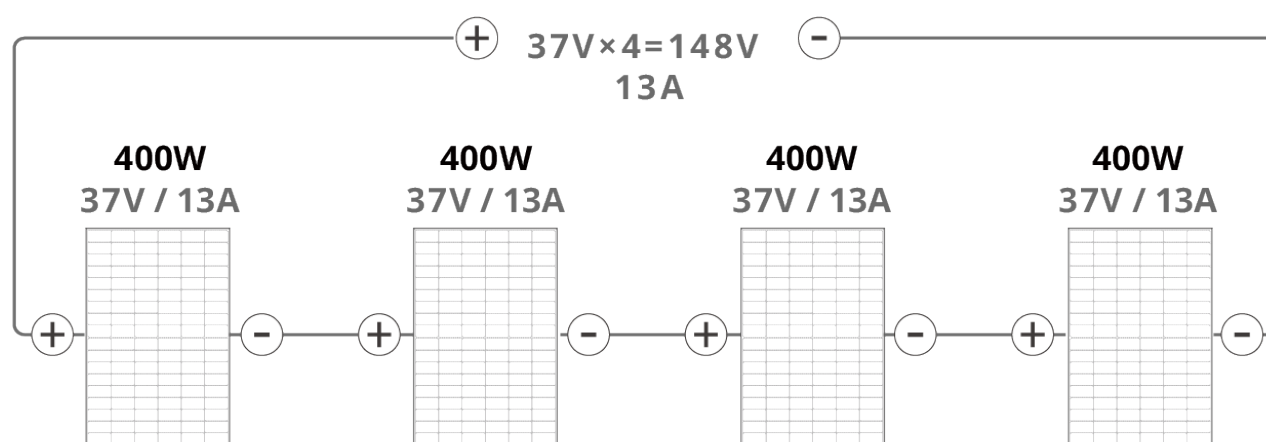 + 37V×4=148V -
13A
400W 400W 400W 400W
37V / 13A 37V / 13A 37V / 13A 37V / 13A
+ - + - + - + -